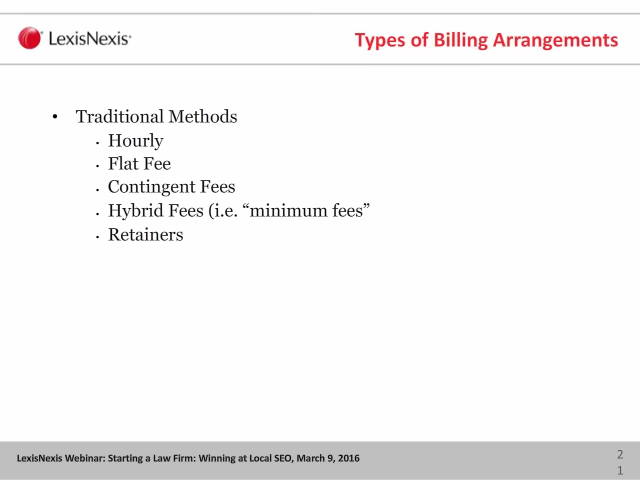 LexisNexis®
Types of Billing Arrangements
• Traditional Methods
• Hourly
• Flat Fee
• Contingent Fees
• Hybrid Fees (i.e. “minimum fees”
• Retainers
LexisNexis Webinar: Starting a Law Firm: Winning at Local SEO, March 9, 2016
2
1